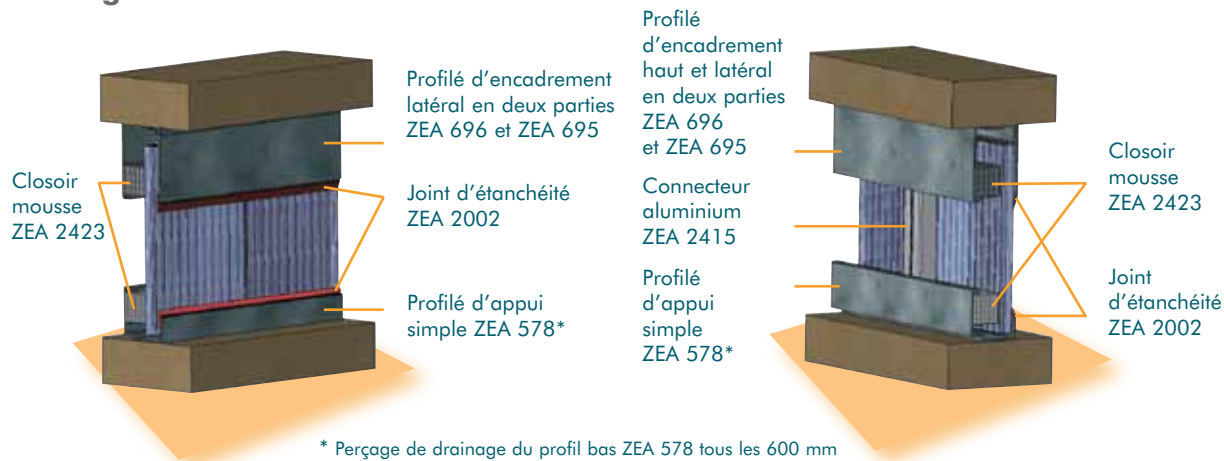 Profilé d'encadrement
latéral en deux parties
ZEA 696 et ZEA 695
Closoir
mousse
ZEA 2423
Joint d'étanchéité
ZEA 2002
Profilé d'appui
simple ZEA 578*
Profilé
d'encadrement
haut et latéral
en deux parties
ZEA 696
et ZEA 695
Connecteur
aluminium
ZEA 2415
Profilé
d'appui
simple
ZEA 578*
Closoir
mousse
ZEA 2423
Joint
d'étanchéité
ZEA 2002
* Perçage de drainage du profil bas ZEA 578 tous les 600 mm